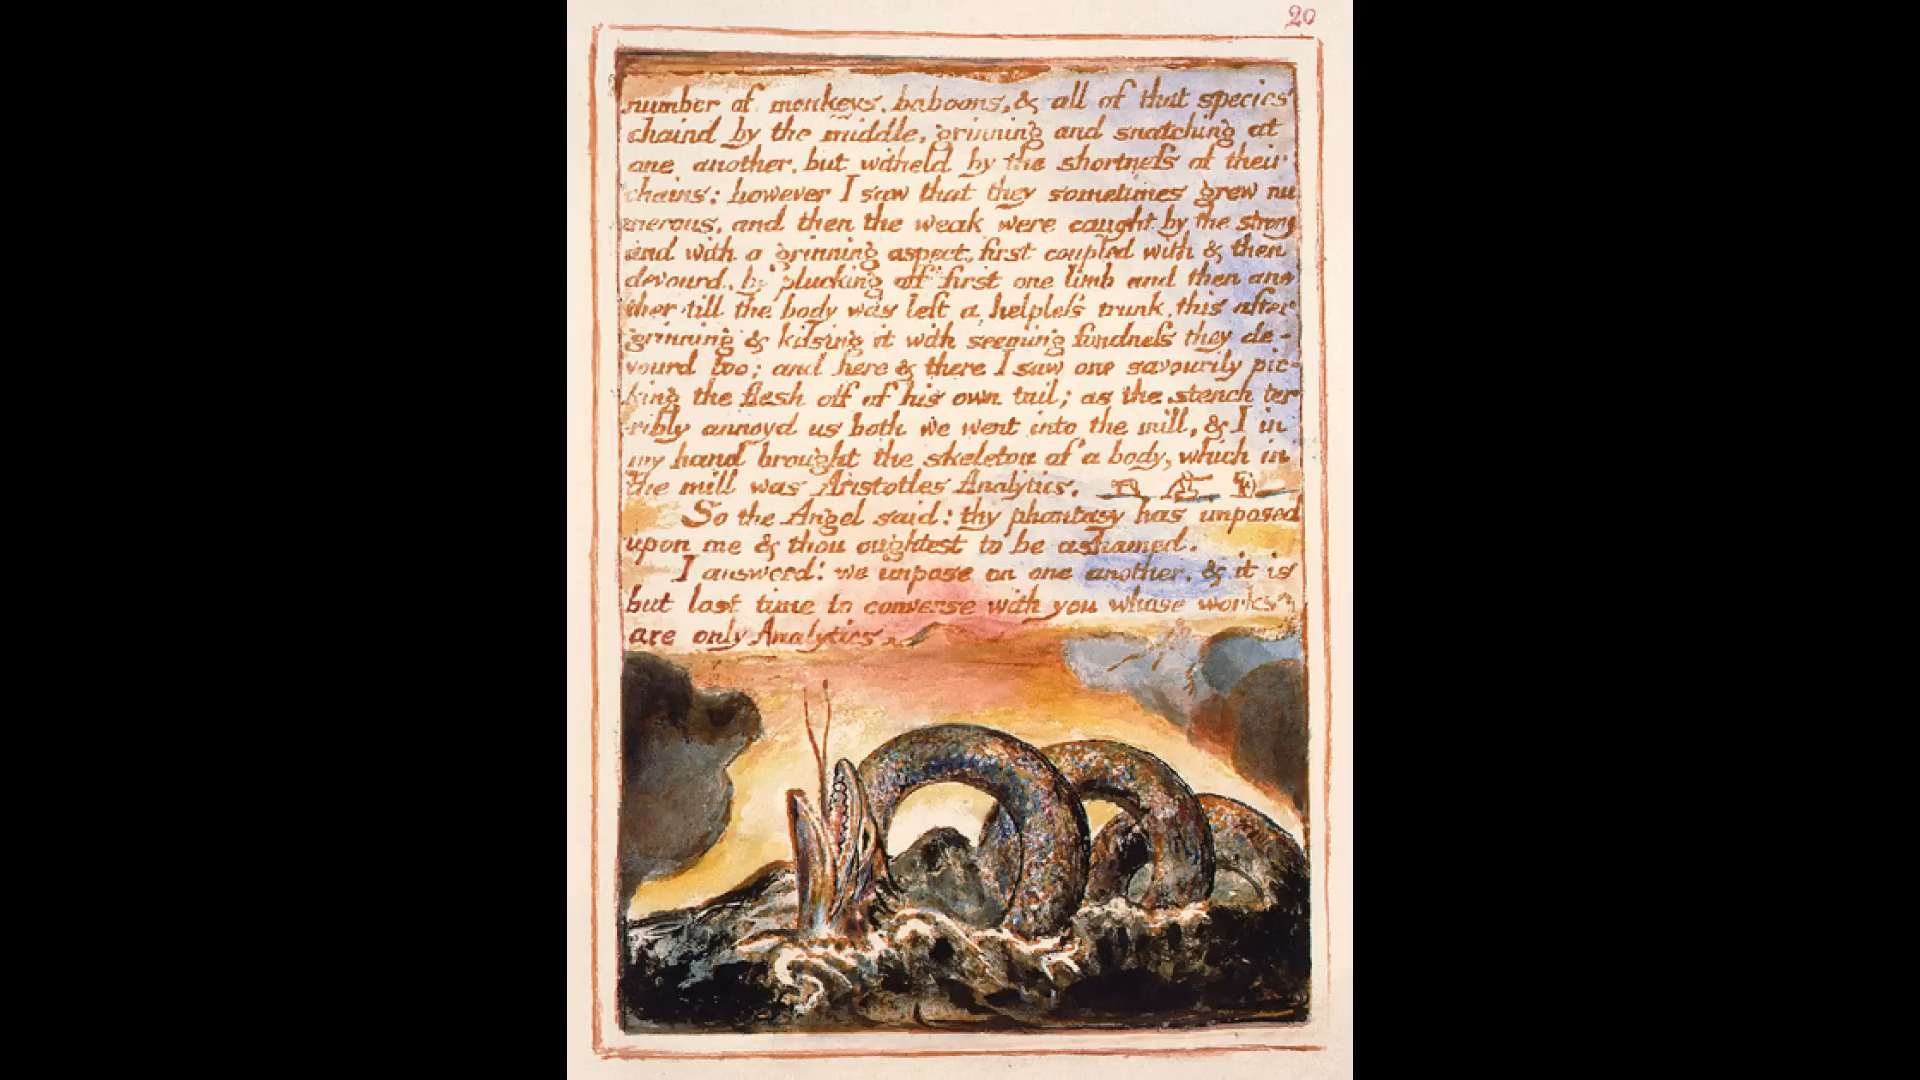 20
number of monkeys, baboons, & all of that species
chaind by the middle, grinning and snatching at
one another, but witheld by the shortness of their
chains: however I saw that they sometimes grew nu
merous, and then the weak were caught by the strong
and with a grinning aspect, first coupled with & then
devourd, by plucking off first one limb and then ano
ther till the body was left a helpless trunk, this after
grinning & kissing it with seeming fondness they de-
vourd too; and here & there I saw one savourily pic-
king the flesh off of his own tail; as the stench ter
ribly annoyd us both we went into the mill, & I in
my hand brought the skeleton of a body, which in
the mill was Aristotles Analytics.
So the Angel said: thy phantasy has imposed
upon me & thou oughtest to be ashamed.
I answerd: we impose on one another, & it is
but lost time to converse with you whose works
are only Analytics.